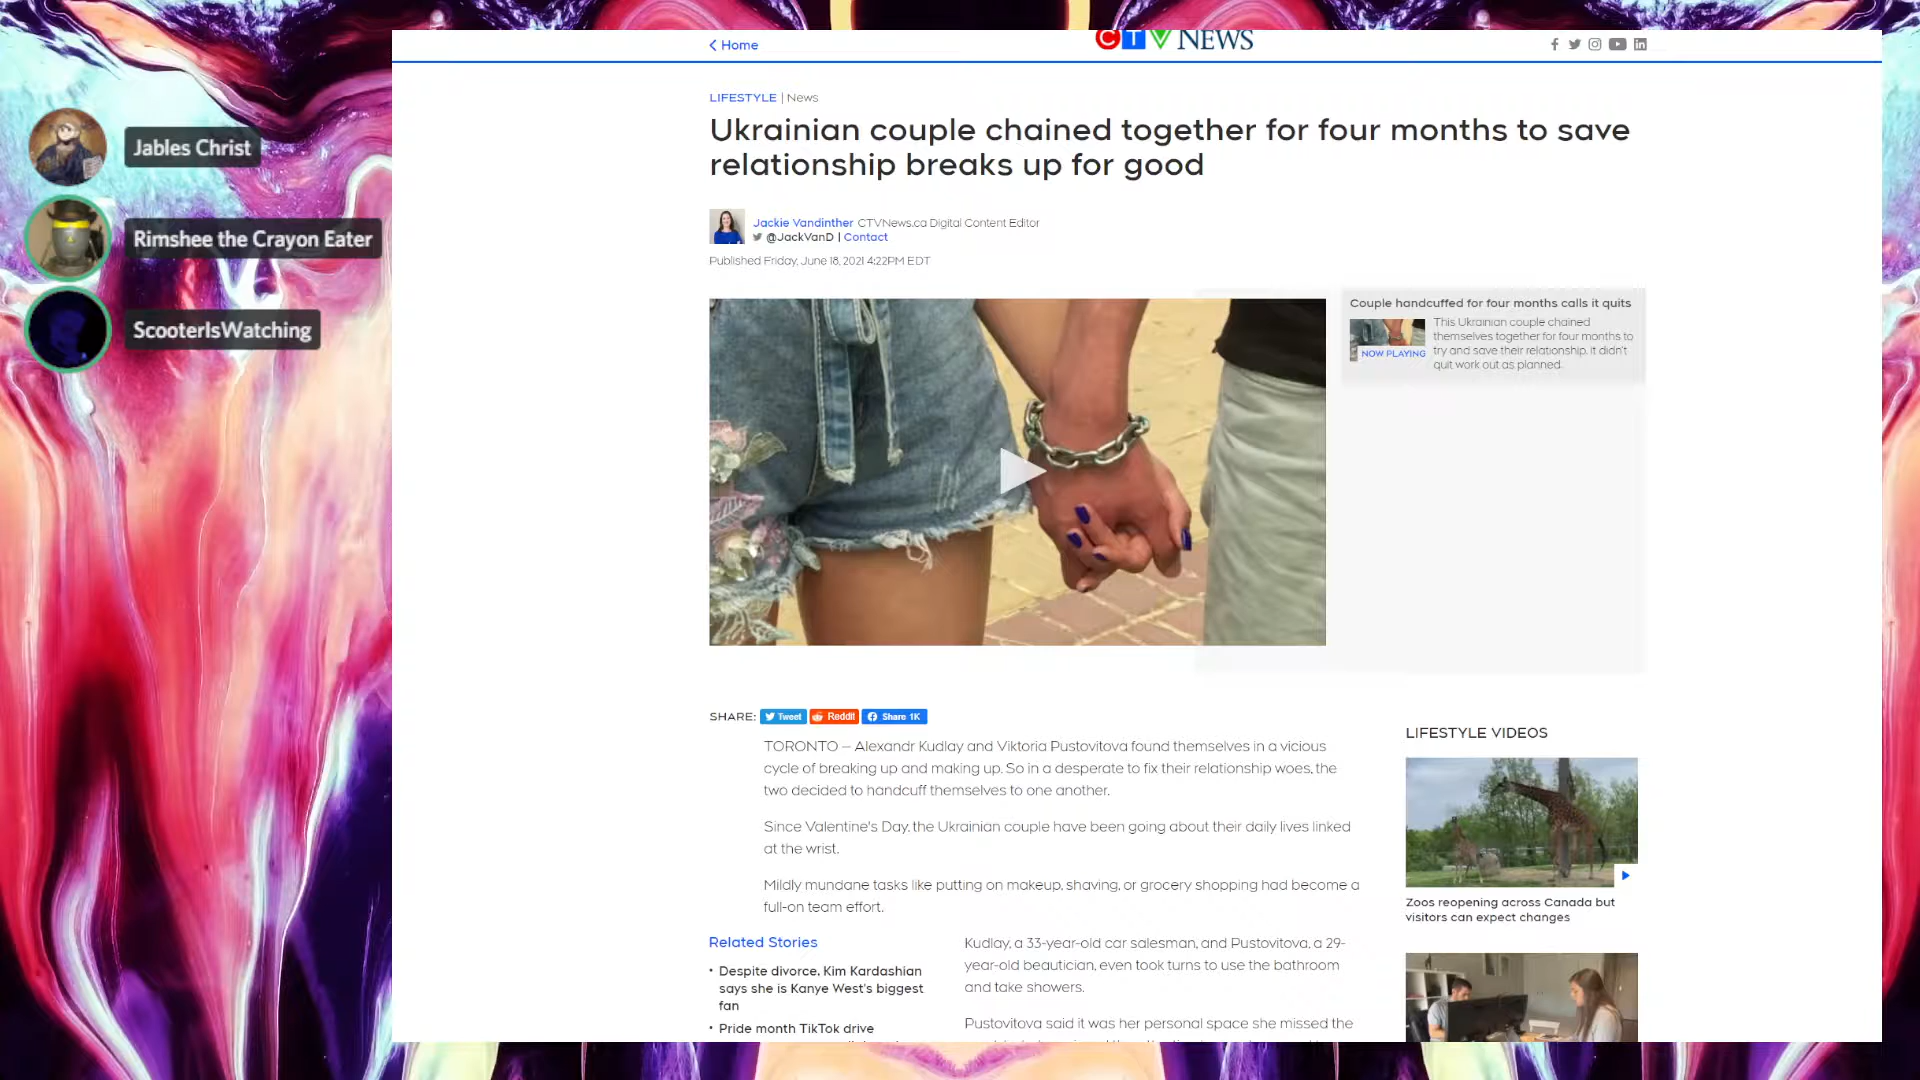 Home
CTV NEWS
LIFESTYLE | News
Ukrainian couple chained together for four months to save
relationship breaks up for good
Jackie Vandinther CTVNews.ca Digital Content Editor
@JackVanD | Contact
Published Friday, June 18, 2021 4:22PM EDT
Jables Christ
Rimshee the Crayon Eater
ScooterIsWatching
Couple handcuffed for four months calls it quits
This Ukrainian couple chained
themselves together for four months to
try and save their relationship. It didn't
quit work out as planned.
NOW PLAYING
SHARE: Tweet Reddit Share 1K
TORONTO — Alexandr Kudlay and Viktoria Pustovitova found themselves in a vicious
cycle of breaking up and making up. So in a desperate to fix their relationship woes, the
two decided to handcuff themselves to one another.
Since Valentine's Day, the Ukrainian couple have been going about their daily lives linked
at the wrist.
Mildly mundane tasks like putting on makeup, shaving, or grocery shopping had become a
full-on team effort.
Related Stories
Despite divorce, Kim Kardashian
says she is Kanye West's biggest
fan
Pride month TikTok drive
Kudlay, a 33-year-old car salesman, and Pustovitova, a 29-
year-old beautician, even took turns to use the bathroom
and take showers.
Pustovitova said it was her personal space she missed the
LIFESTYLE VIDEOS
Zoos reopening across Canada but
visitors can expect changes